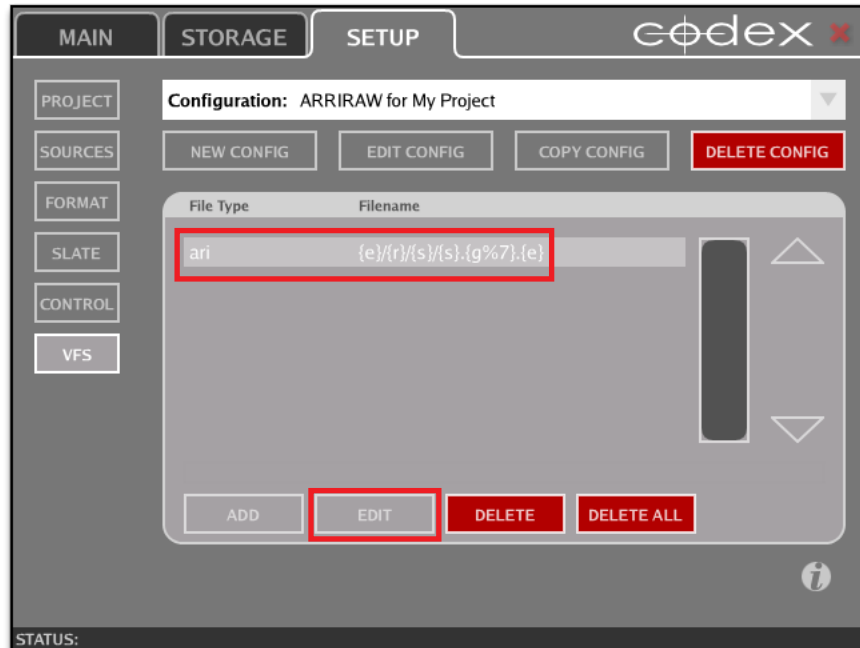 MAIN STORAGE SETUP codex
PROJECT
Configuration: ARRIRAW for My Project
SOURCES
NEW CONFIG EDIT CONFIG COPY CONFIG DELETE CONFIG
FORMAT
File Type Filename
SLATE
ari {e}/{r}/{s}/{s}.{g%7}.{e}
CONTROL
VFS
ADD EDIT DELETE DELETE ALL
i
STATUS: